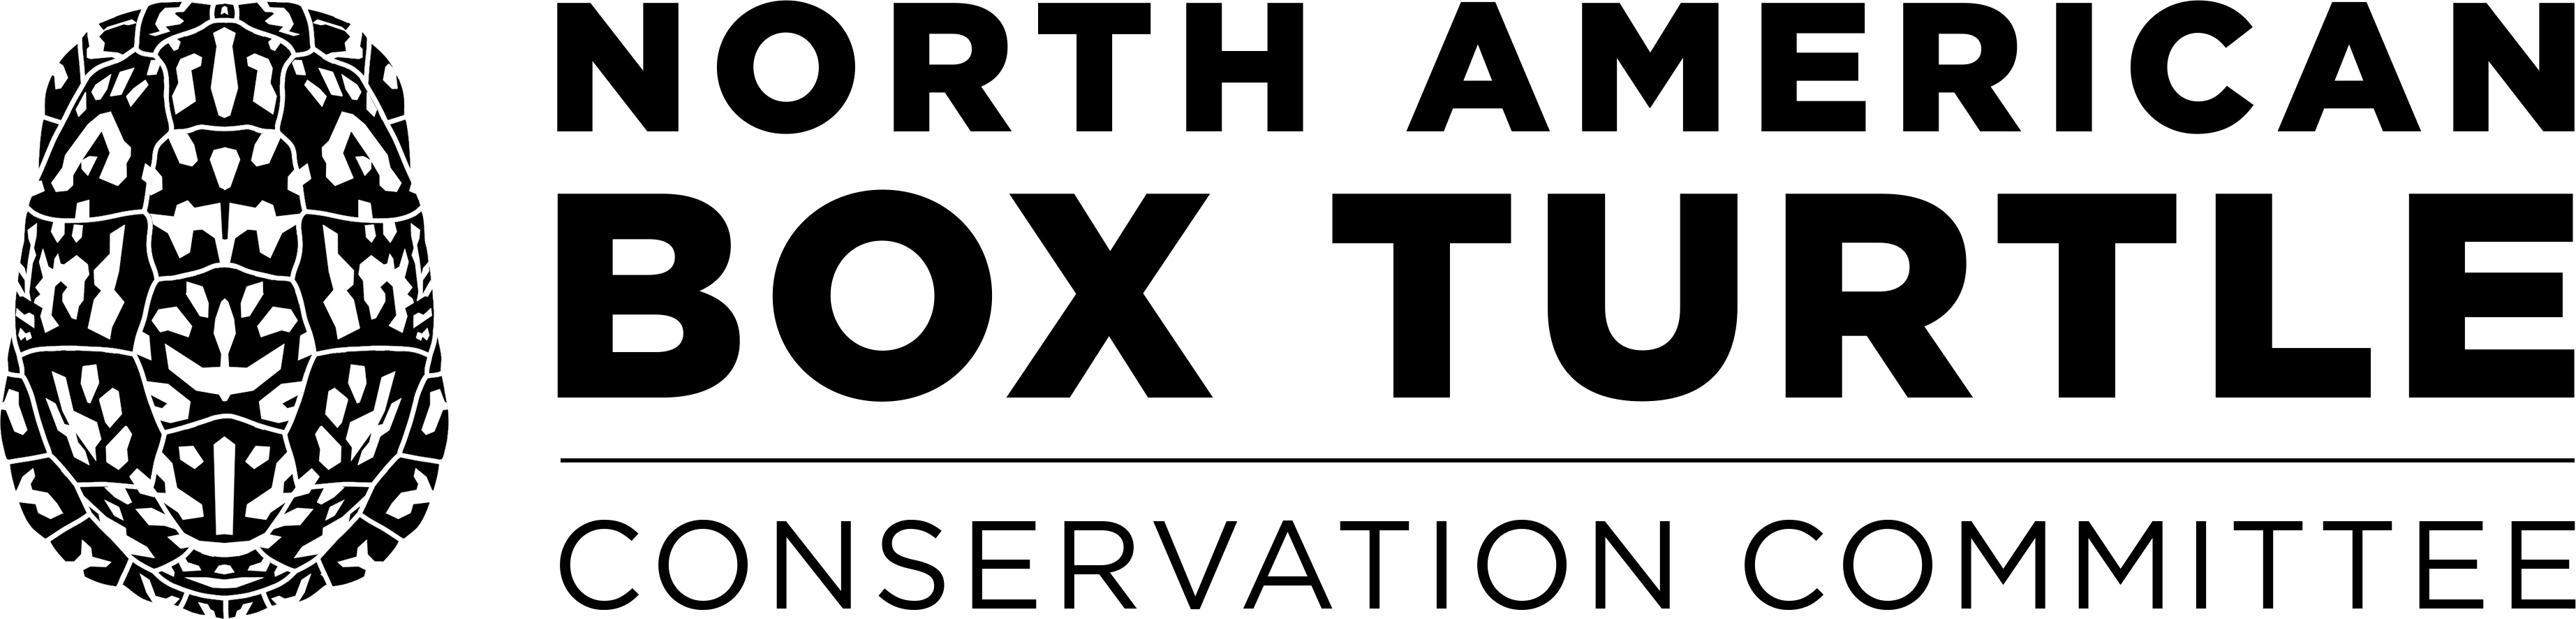 NORTH AMERICAN
BOX TURTLE
CONSERVATION COMMITTEE